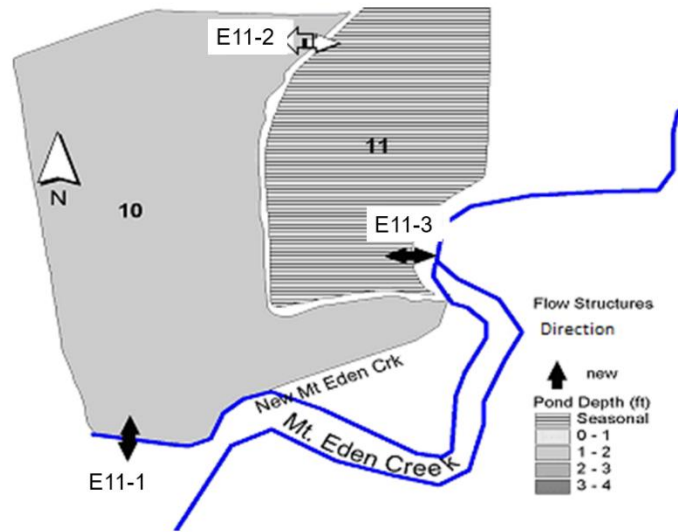 E11-2
11
10
N
E11-3
Flow Structures
Direction
new
Pond Depth (ft)
Seasonal
0 - 1
1 - 2
2 - 3
3 - 4
New Mt Eden Crk
Mt. Eden Creek
E11-1